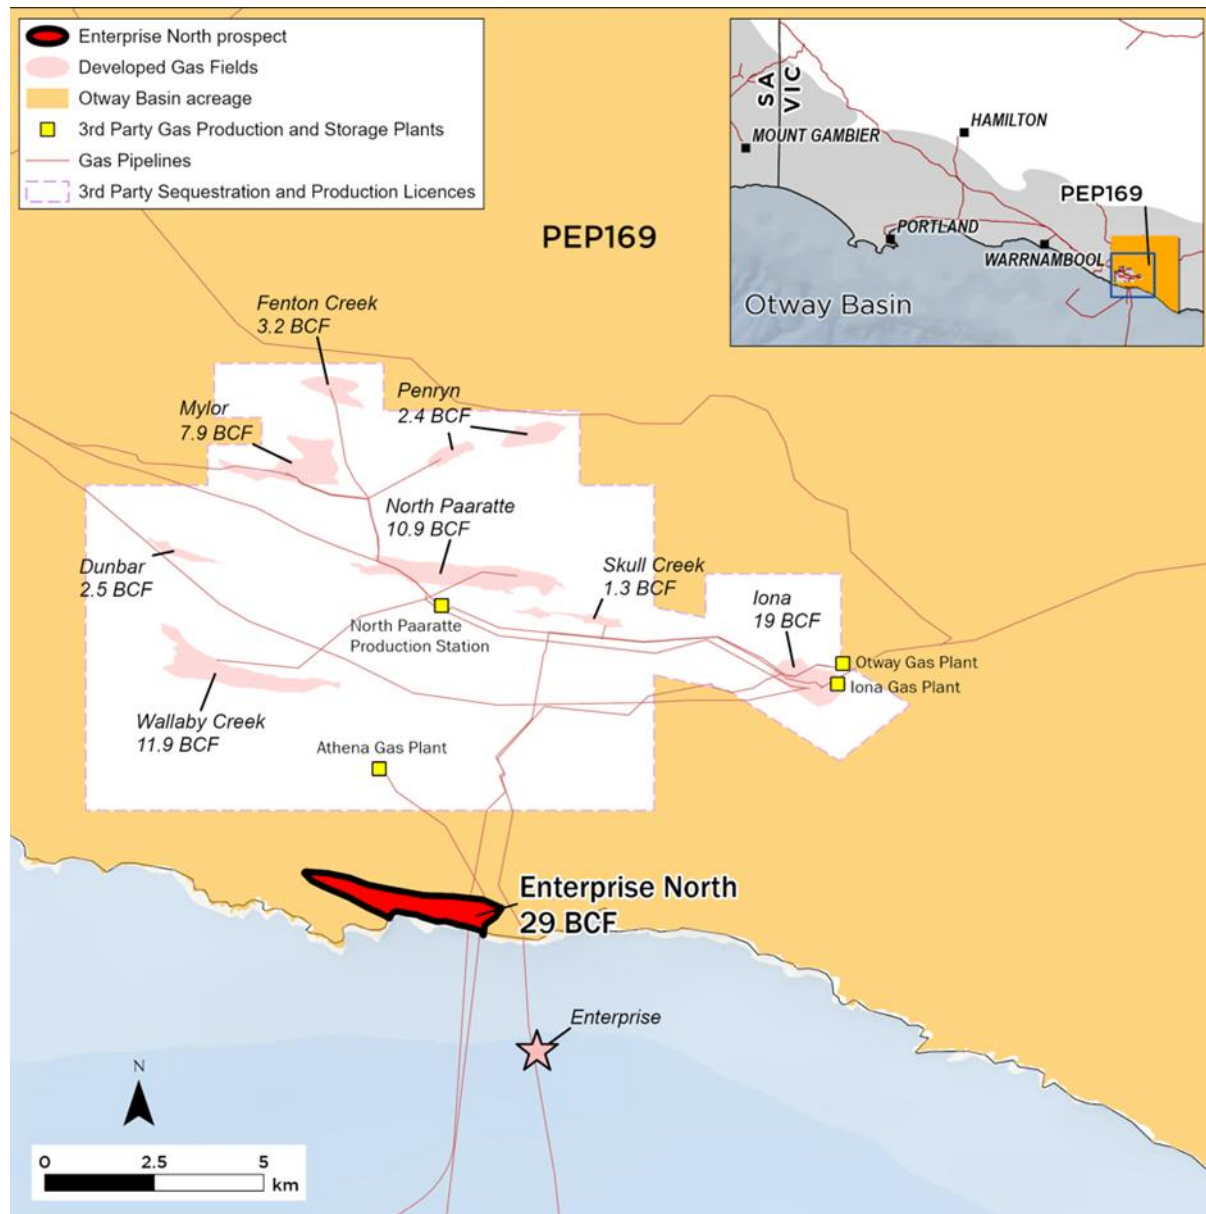 Enterprise North prospect
Developed Gas Fields
Otway Basin acreage
3rd Party Gas Production and Storage Plants
Gas Pipelines
3rd Party Sequestration and Production Licences
SA
VIC
HAMILTON
MOUNT GAMBIER
PEP169
PORTLAND
WARRNAMBOOL
Otway Basin
PEP169
Fenton Creek
3.2 BCF
Penryn
2.4 BCF
Mylor
7.9 BCF
North Paaratte
10.9 BCF
Dunbar
2.5 BCF
Skull Creek
1.3 BCF
Iona
19 BCF
North Paaratte
Production Station
Otway Gas Plant
Iona Gas Plant
Wallaby Creek
11.9 BCF
Athena Gas Plant
Enterprise North
29 BCF
Enterprise
N
0 2.5 5
km